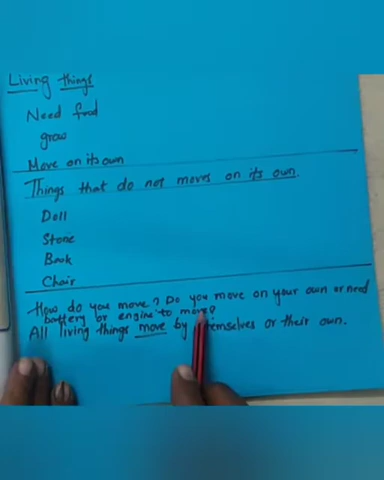 Living things
Need food
grow
Move on its own
Things that do not moves on its own.
Doll
Stone
Book
Chair
How do you move? Do you move on your own or need
battery or engine to move?
All living things move by themselves or their own.